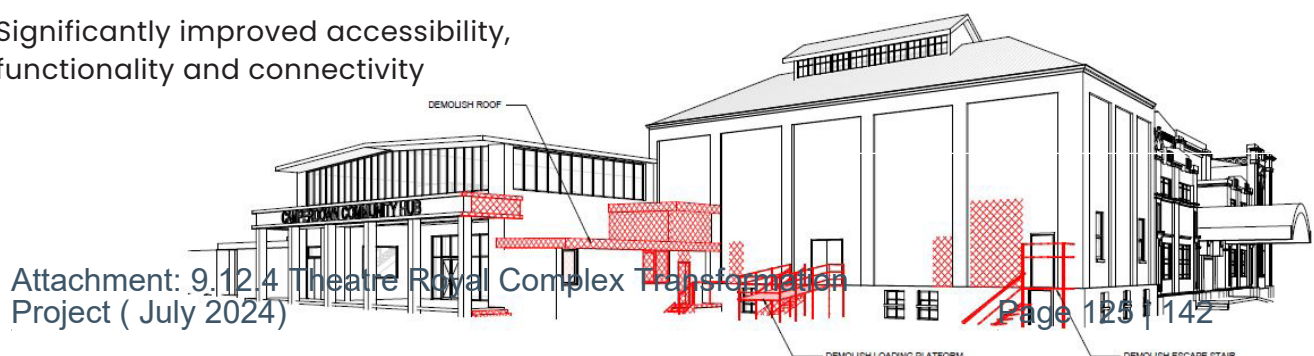 Significantly improved accessibility,
functionality and connectivity
DEMOLISH ROOF
CAMPERDOWN COMMUNITY HUB
Attachment: 9.12.4 Theatre Royal Complex Transformation
Project ( July 2024)
Page 125 | 142
DEMOLISH LOADING PLATFORM
DEMOLISH ESCAPE STAIR